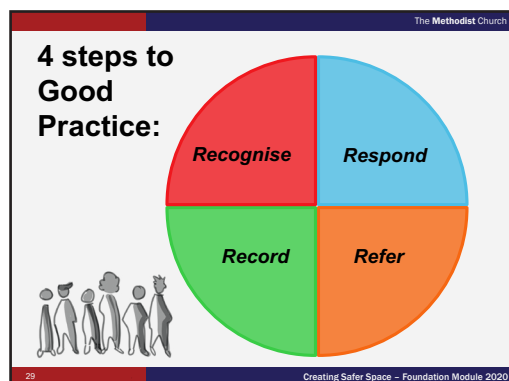 The Methodist Church
4 steps to
Good
Practice:
Recognise
Respond
Record
Refer
29
Creating Safer Space – Foundation Module 2020